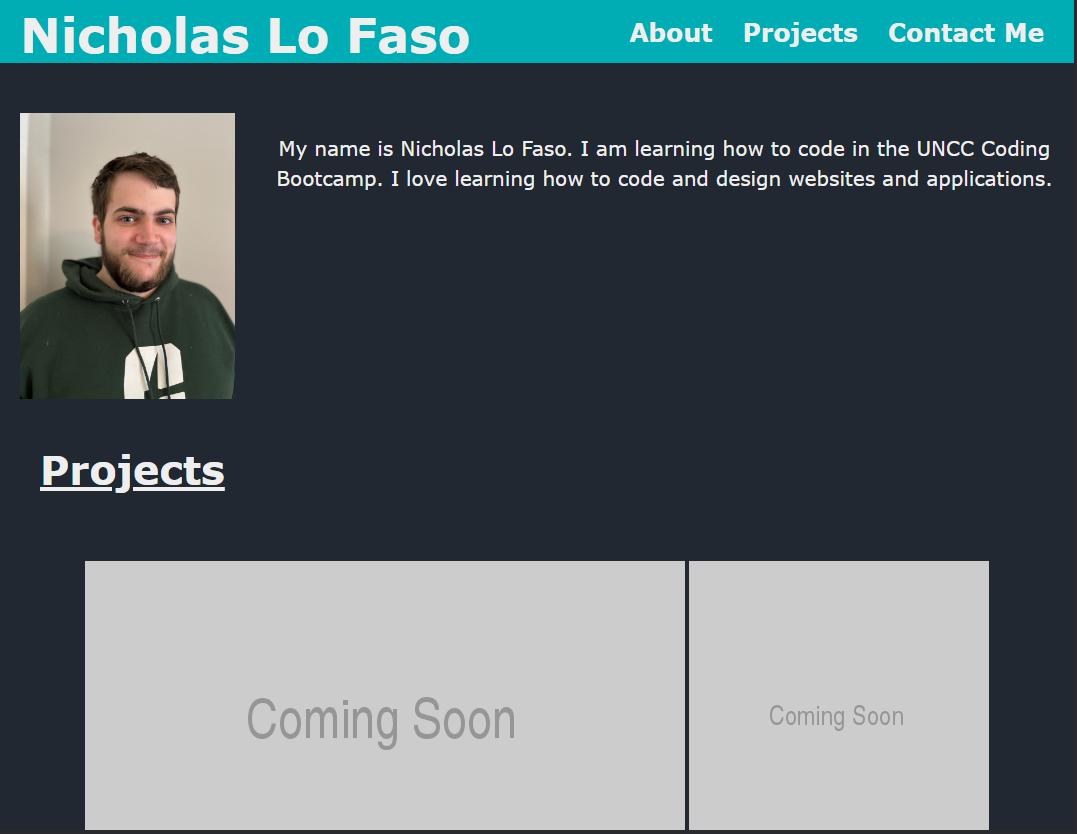 Nicholas Lo Faso
About Projects Contact Me
My name is Nicholas Lo Faso. I am learning how to code in the UNCC Coding
Bootcamp. I love learning how to code and design websites and applications.
Projects
Coming Soon
Coming Soon